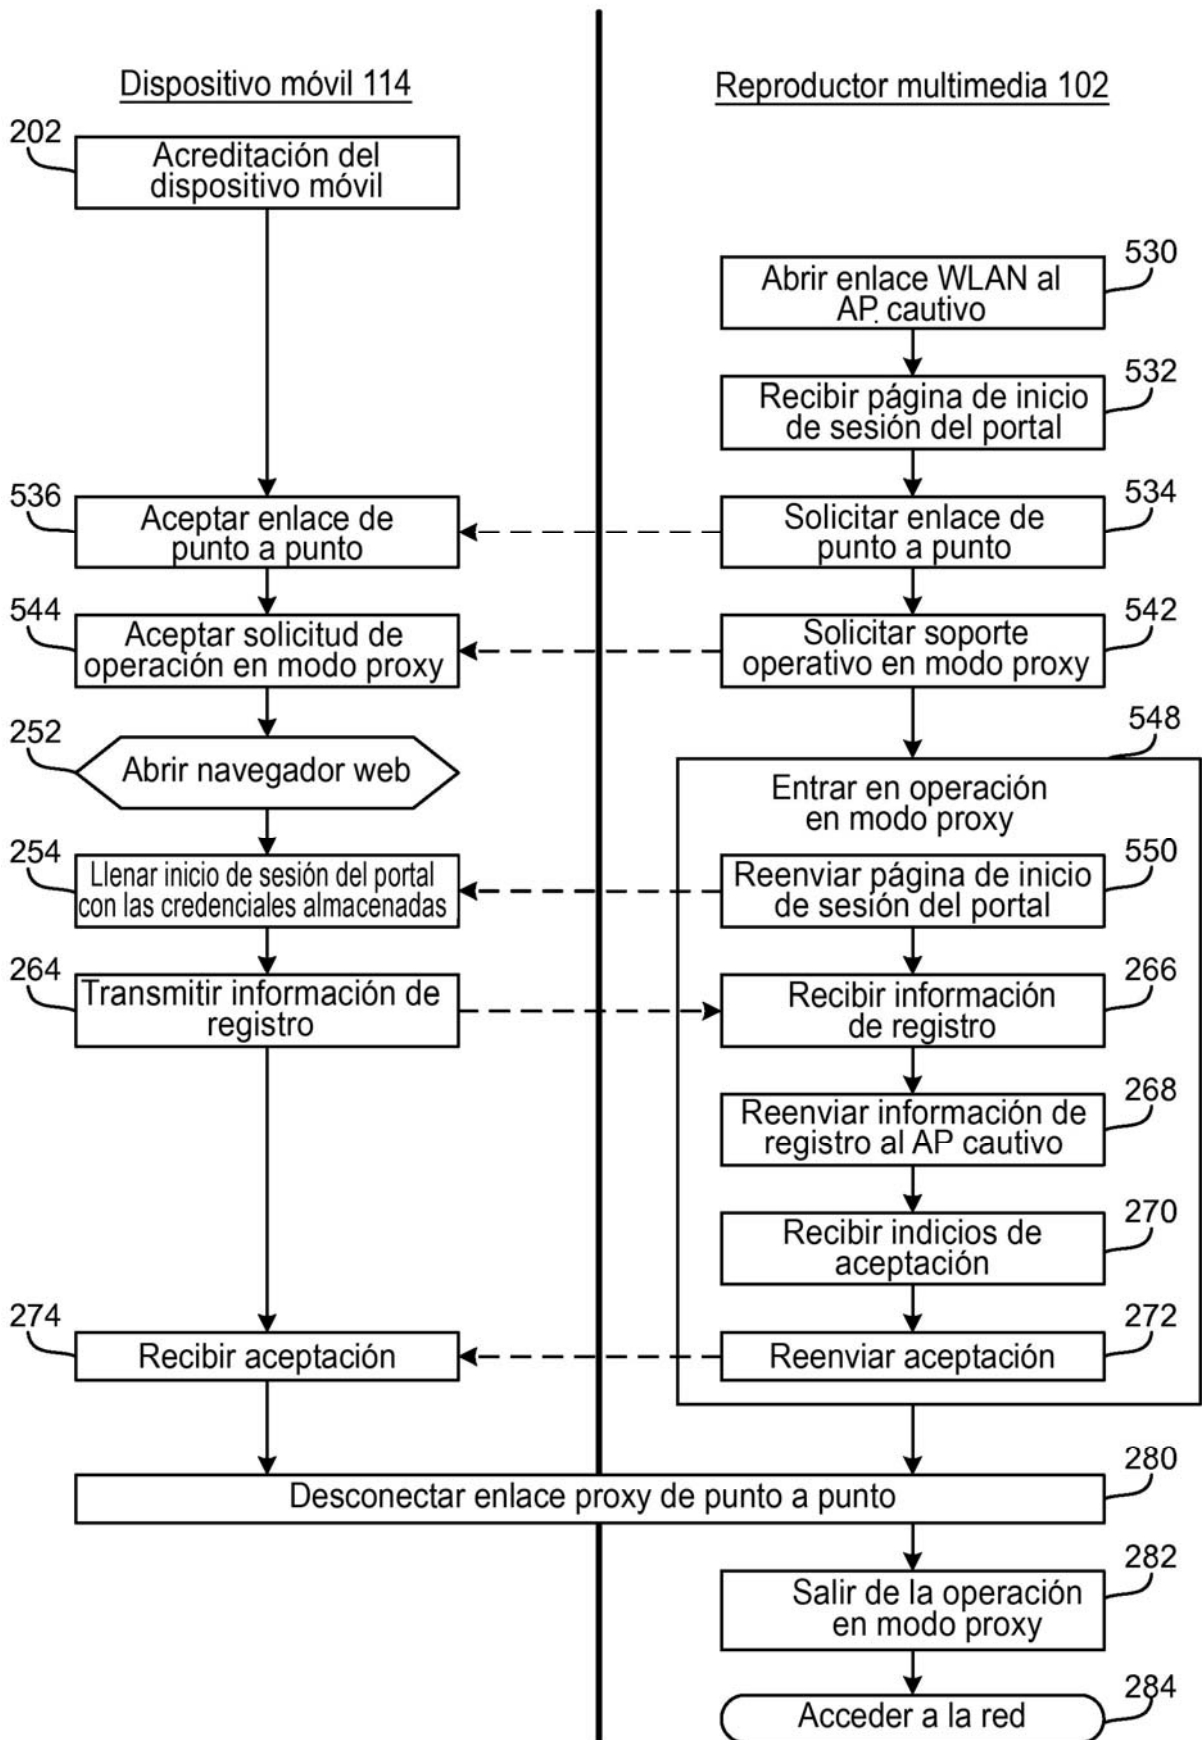 Dispositivo móvil 114
Reproductor multimedia 102
202
Acreditación del
dispositivo móvil
530
Abrir enlace WLAN al
AP. cautivo
532
Recibir página de inicio
de sesión del portal
536
Aceptar enlace de
punto a punto
534
Solicitar enlace de
punto a punto
544
Aceptar solicitud de
operación en modo proxy
542
Solicitar soporte
operativo en modo proxy
252
Abrir navegador web
548
Entrar en operación
en modo proxy
254
Llenar inicio de sesión del portal
con las credenciales almacenadas
550
Reenviar página de inicio
de sesión del portal
264
Transmitir información de
registro
266
Recibir información
de registro
268
Reenviar información de
registro al AP cautivo
270
Recibir indicios de
aceptación
274
Recibir aceptación
272
Reenviar aceptación
280
Desconectar enlace proxy de punto a punto
282
Salir de la operación
en modo proxy
284
Acceder a la red